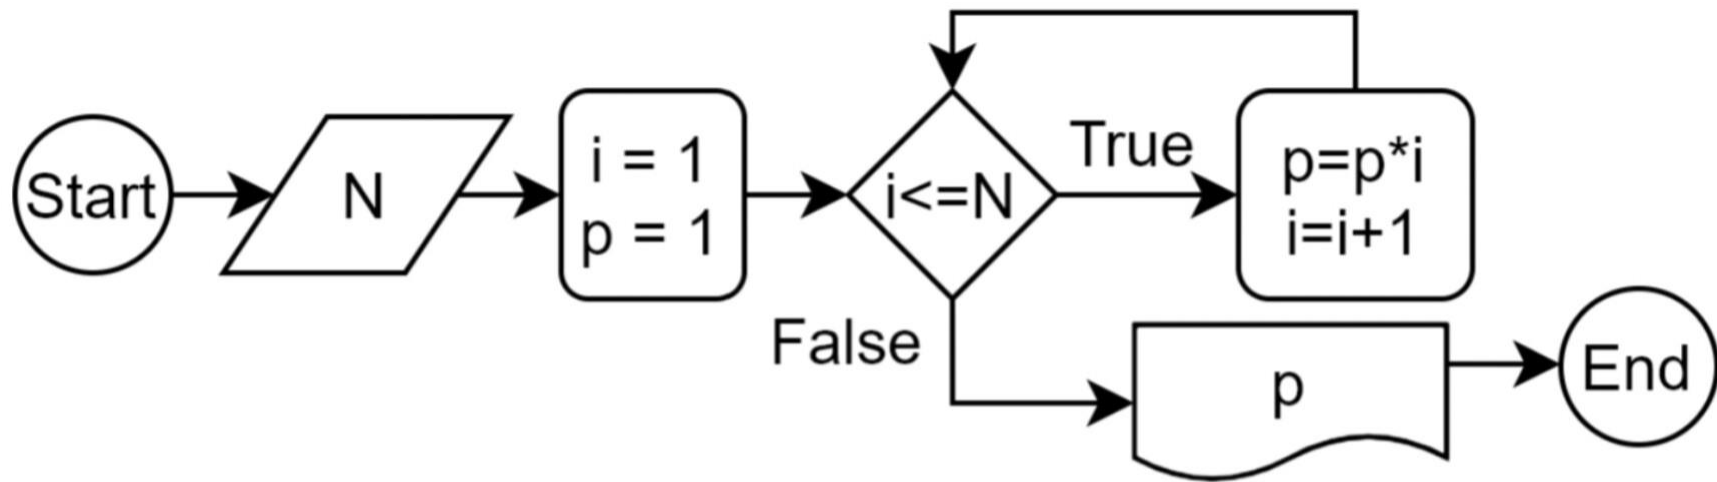 Start
N
i = 1
p = 1
i<=N
True
p=p*i
i=i+1
False
p
End